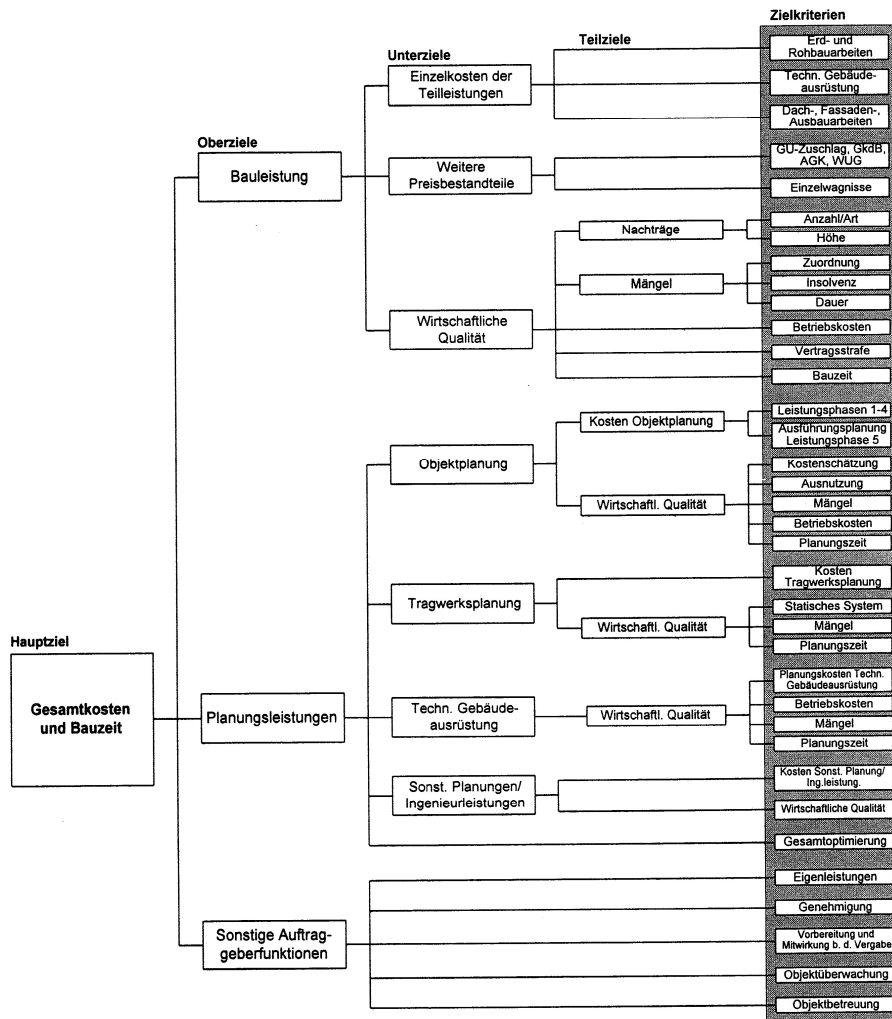 Zielkriterien
Teilziele
Unterziele
Oberziele
Hauptziel
Gesamtkosten
und Bauzeit
Bauleistung
Einzelkosten der
Teilleistungen
Erd- und
Rohbauarbeiten
Techn. Gebäude-
ausrüstung
Dach-, Fassaden-,
Ausbauarbeiten
Weitere
Preisbestandteile
GU-Zuschlag, GkdB,
AGK, WUG
Einzelwagnisse
Wirtschaftliche
Qualität
Nachträge
Anzahl/Art
Höhe
Mängel
Zuordnung
Insolvenz
Dauer
Betriebskosten
Vertragsstrafe
Bauzeit
Planungsleistungen
Objektplanung
Kosten Objektplanung
Leistungsphasen 1-4
Ausführungsplanung
Leistungsphase 5
Wirtschaftl. Qualität
Kostenschätzung
Ausnutzung
Mängel
Betriebskosten
Planungszeit
Tragwerksplanung
Kosten
Tragwerksplanung
Wirtschaftl. Qualität
Statisches System
Mängel
Planungszeit
Techn. Gebäude-
ausrüstung
Wirtschaftl. Qualität
Planungskosten Techn.
Gebäudeausrüstung
Betriebskosten
Mängel
Planungszeit
Sonst. Planungen/
Ingenieurleistungen
Kosten Sonst. Planung/
Ing.leistung.
Wirtschaftliche Qualität
Gesamtoptimierung
Sonstige Auftrag-
geberfunktionen
Eigenleistungen
Genehmigung
Vorbereitung und
Mitwirkung b. d. Vergabe
Objektüberwachung
Objektbetreuung